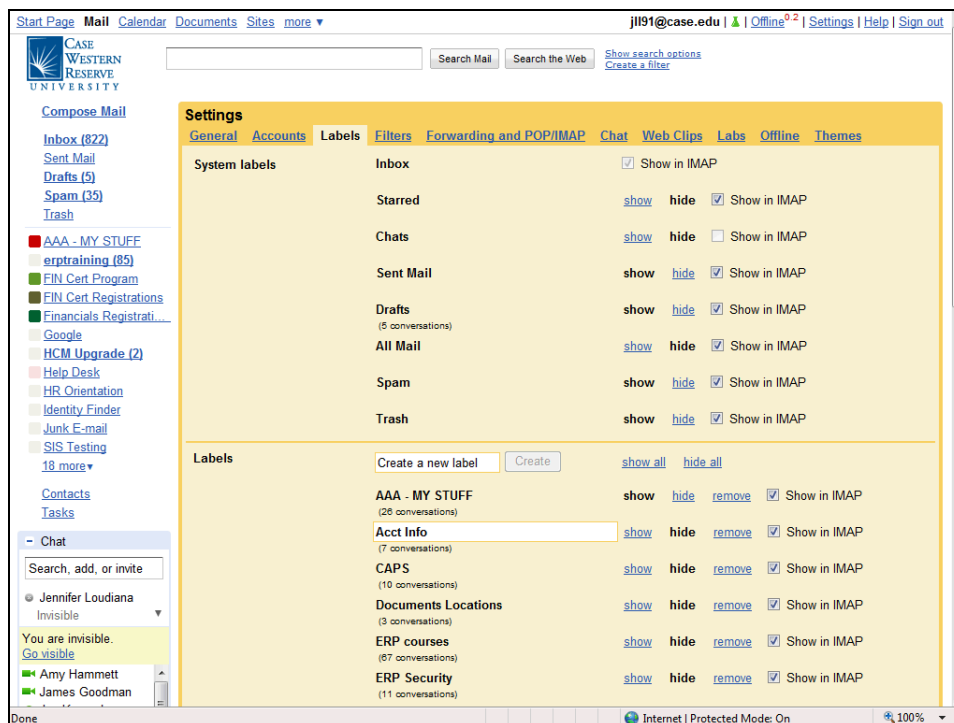 Start Page Mail Calendar Documents Sites more ▼
jll91@case.edu | Offline0.2 | Settings | Help | Sign out
CASE
WESTERN
RESERVE
UNIVERSITY
Search Mail Search the Web
Show search options
Create a filter
Compose Mail
Inbox (822)
Sent Mail
Drafts (5)
Spam (35)
Trash
AAA - MY STUFF
erptraining (85)
FIN Cert Program
FIN Cert Registrations
Financials Registrati...
Google
HCM Upgrade (2)
Help Desk
HR Orientation
Identity Finder
Junk E-mail
SIS Testing
18 more▼
Contacts
Tasks
− Chat
Search, add, or invite
Jennifer Loudiana
Invisible ▼
You are invisible.
Go visible
Amy Hammett
James Goodman
Settings
General Accounts Labels Filters Forwarding and POP/IMAP Chat Web Clips Labs Offline Themes
System labels
Inbox Show in IMAP
Starred show hide Show in IMAP
Chats show hide Show in IMAP
Sent Mail show hide Show in IMAP
Drafts show hide Show in IMAP
(5 conversations)
All Mail show hide Show in IMAP
Spam show hide Show in IMAP
Trash show hide Show in IMAP
Labels
Create a new label Create show all hide all
AAA - MY STUFF show hide remove Show in IMAP
(26 conversations)
Acct Info show hide remove Show in IMAP
(7 conversations)
CAPS show hide remove Show in IMAP
(10 conversations)
Documents Locations show hide remove Show in IMAP
(3 conversations)
ERP courses show hide remove Show in IMAP
(67 conversations)
ERP Security show hide remove Show in IMAP
(11 conversations)
Done
Internet | Protected Mode: On
100% ▼